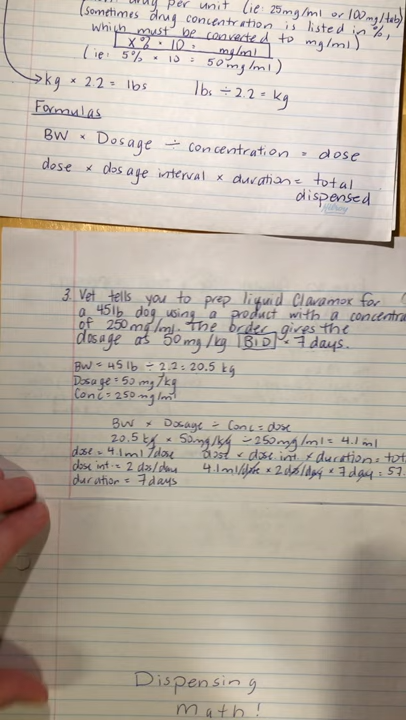 drug per unit (ie: 25mg/ml or 100mg/tab)
(sometimes drug concentration is listed in %,
which must be converted to mg/ml)
x% × 10 = mg/ml
(ie: 5% × 10 = 50mg/ml)
kg × 2.2 = lbs lbs ÷ 2.2 = kg
Formulas
BW × Dosage ÷ concentration = dose
dose × dosage interval × duration = total
dispensed
3. Vet tells you to prep liquid Clavamox for
a 45lb dog using a product with a concentra
of 250mg/ml. The order gives the
dosage as 50mg/kg BID × 7 days.
BW = 45lb ÷ 2.2 = 20.5 kg
Dosage = 50mg/kg
Conc = 250mg/ml
BW × Dosage ÷ Conc = dose
20.5 kg × 50mg/kg ÷ 250mg/ml = 4.1 ml
dose = 4.1ml/dose dose × dose int. × duration = tot
dose int. = 2 dos/day 4.1ml/dose × 2dos/day × 7 days = 57.
duration = 7 days
Dispensing
Math!